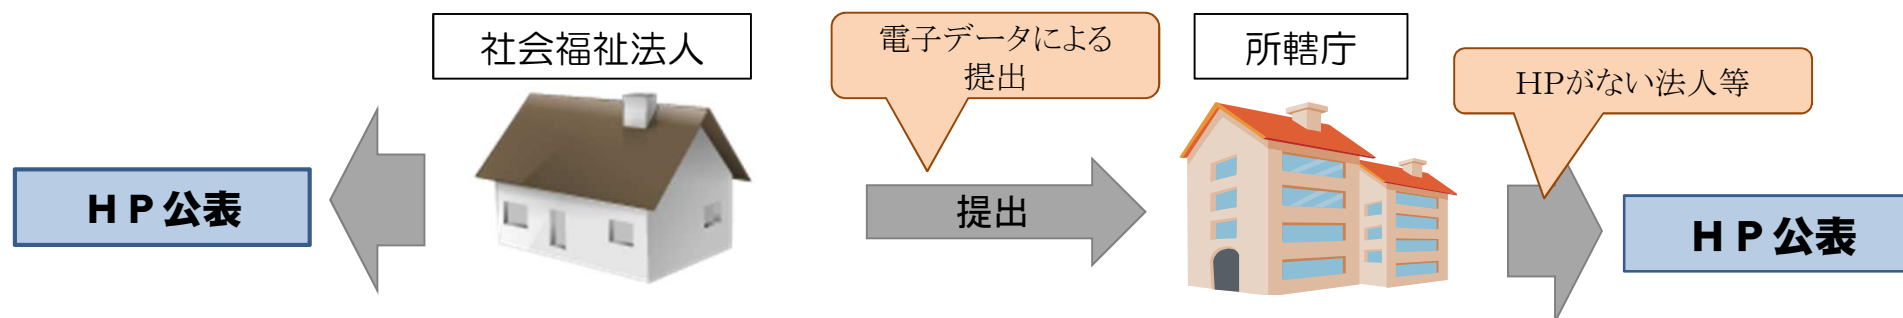 社会福祉法人
電子データによる
提出
所轄庁
HPがない法人等
ＨＰ公表
提出
ＨＰ公表